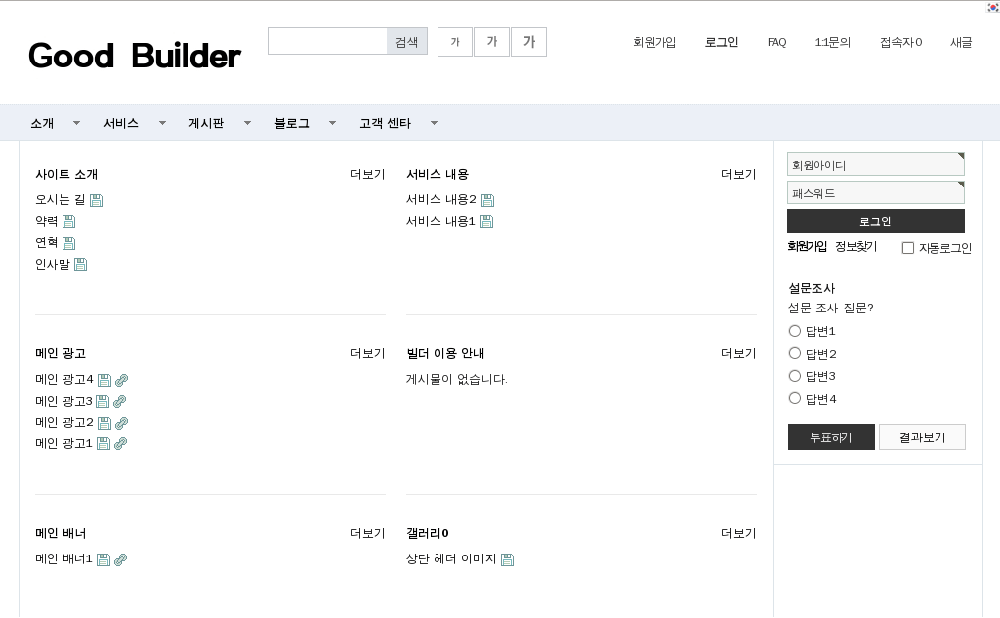 Good Builder
검색
가 가 가
회원가입 로그인 FAQ 1:1문의 접속자 0 새글
소개 서비스 게시판 블로그 고객 센타
사이트 소개 더보기
오시는 길
약력
연혁
인사말
서비스 내용 더보기
서비스 내용2
서비스 내용1
메인 광고 더보기
메인 광고4
메인 광고3
메인 광고2
메인 광고1
빌더 이용 안내 더보기
게시물이 없습니다.
메인 배너 더보기
메인 배너1
갤러리0 더보기
상단 헤더 이미지
회원아이디
패스워드
로그인
회원가입 정보찾기 자동로그인
설문조사
설문 조사 질문?
답변1
답변2
답변3
답변4
투표하기 결과보기